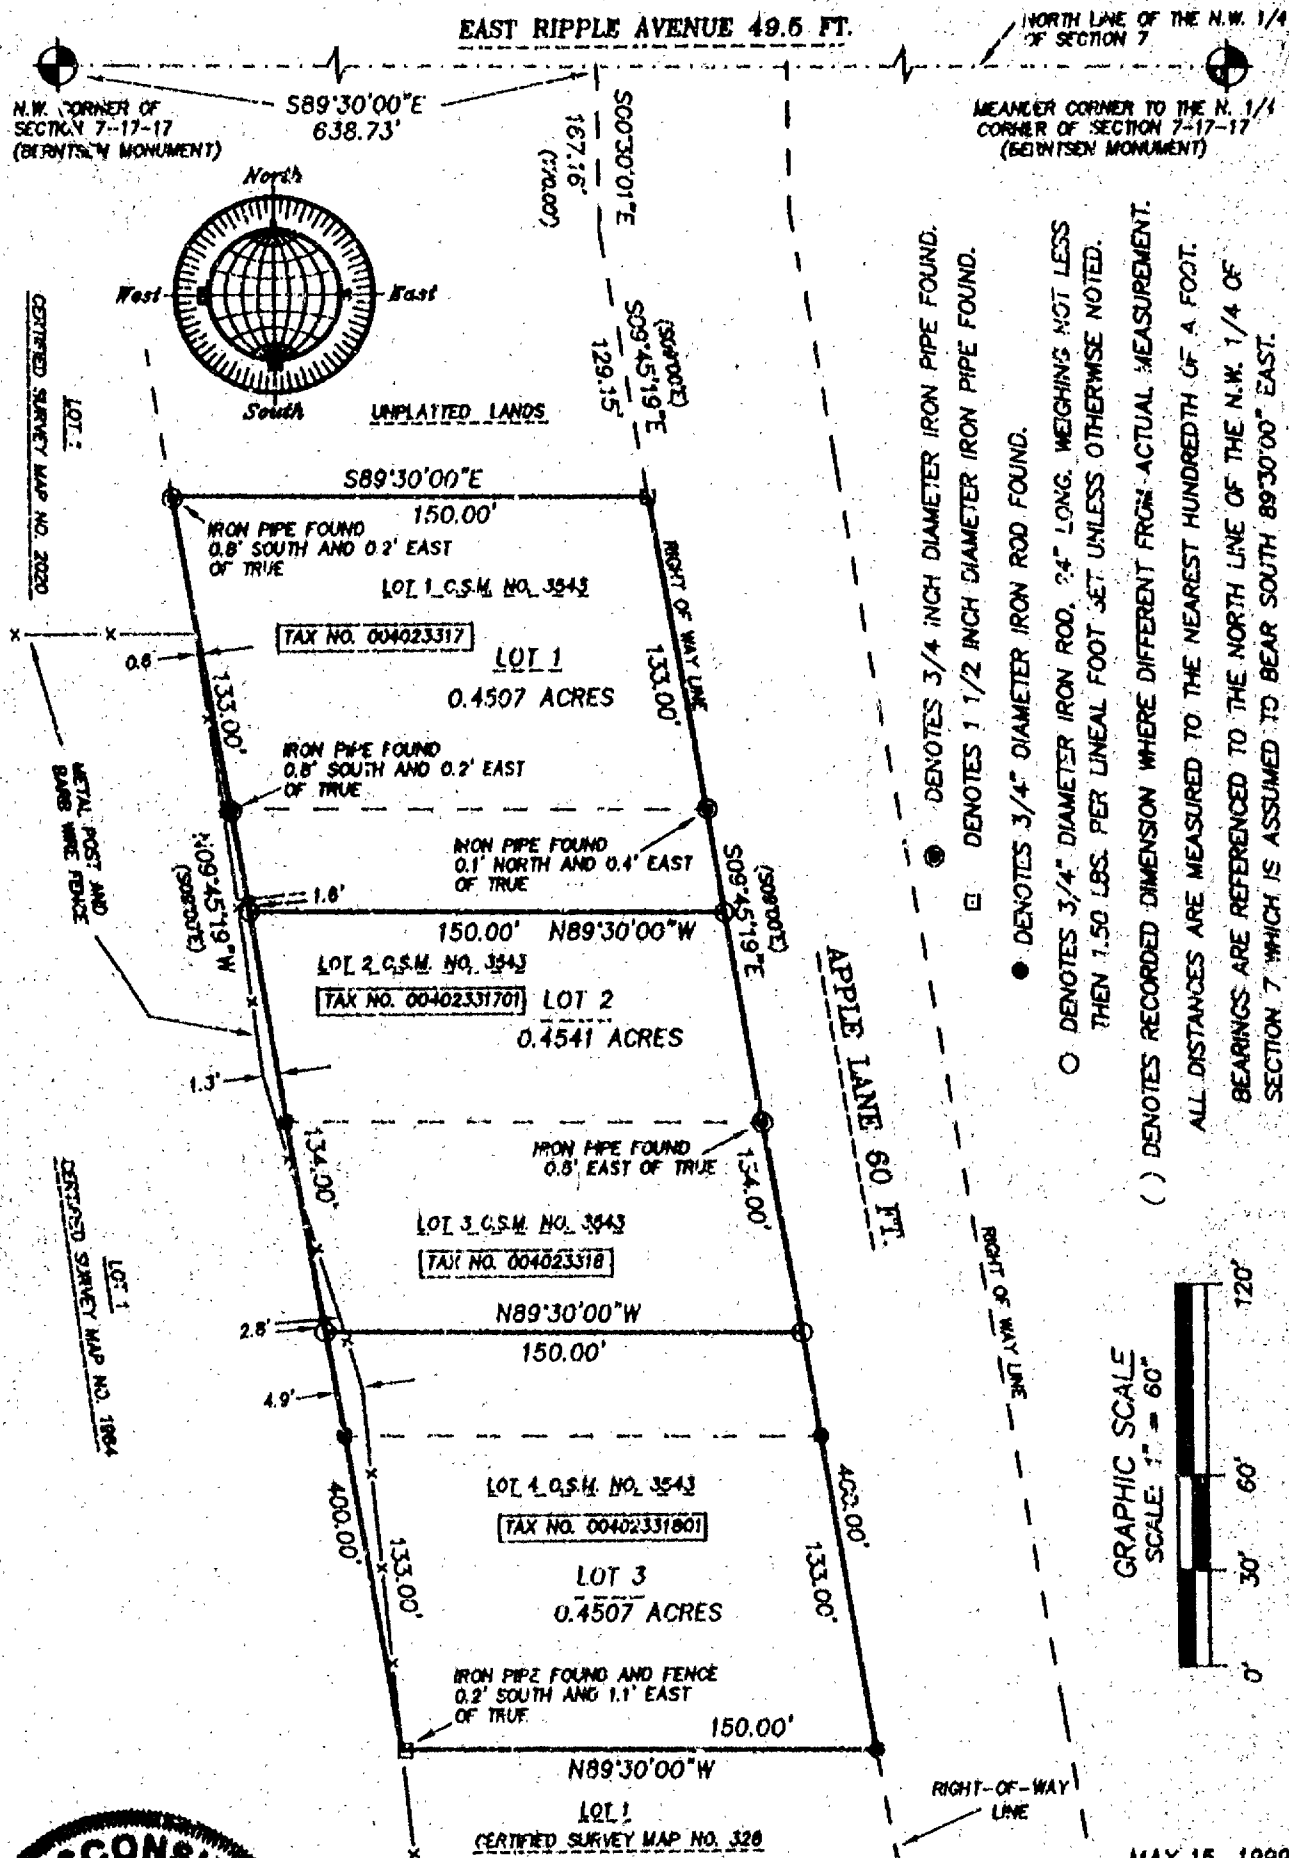 EAST RIPPLE AVENUE 49.5 FT.
NORTH LINE OF THE N.W. 1/4
OF SECTION 7
N.W. CORNER OF
SECTION 7-17-17
(BERNTSEN MONUMENT)
S89°30'00"E
638.73'
MEANDER CORNER TO THE N. 1/4
CORNER OF SECTION 7-17-17
(BERNTSEN MONUMENT)
S00°30'01"E
167.16'
(170.00')
North
West
East
South
S09°45'19"E
129.15'
UNPLATTED LANDS
LOT 1
CERTIFIED SURVEY MAP NO. 2020
S89°30'00"E
150.00'
IRON PIPE FOUND
0.8' SOUTH AND 0.2' EAST
OF TRUE
LOT 1 C.S.M. NO. 3543
TAX NO. 004023317
LOT 1
0.4507 ACRES
RIGHT OF WAY LINE
133.00'
0.6'
133.00'
IRON PIPE FOUND
0.8' SOUTH AND 0.2' EAST
OF TRUE
METAL POST AND
BARB WIRE FENCE
N09°45'19"W
(S08°00'E)
IRON PIPE FOUND
0.1' NORTH AND 0.4' EAST
OF TRUE
(S08°00'E)
S09°45'19"E
1.6'
150.00' N89°30'00"W
LOT 2 C.S.M. NO. 3543
TAX NO. 00402331701
LOT 2
0.4541 ACRES
APPLE LANE 60 FT.
1.3'
134.00'
IRON PIPE FOUND
0.8' EAST OF TRUE
134.00'
LOT 3 C.S.M. NO. 3543
TAX NO. 004023318
N89°30'00"W
150.00'
2.8'
4.9'
LOT 1
CERTIFIED SURVEY MAP NO. 1984
RIGHT OF WAY LINE
LOT 4 C.S.M. NO. 3543
TAX NO. 00402331801
LOT 3
0.4507 ACRES
400.00'
133.00'
400.00'
133.00'
IRON PIPE FOUND AND FENCE
0.2' SOUTH AND 1.1' EAST
OF TRUE
150.00'
N89°30'00"W
LOT 1
CERTIFIED SURVEY MAP NO. 328
RIGHT-OF-WAY
LINE
DENOTES 3/4 INCH DIAMETER IRON PIPE FOUND.
DENOTES 1 1/2 INCH DIAMETER IRON PIPE FOUND.
DENOTES 3/4" DIAMETER IRON ROD FOUND.
DENOTES 3/4" DIAMETER IRON ROD, 24" LONG, WEIGHING NOT LESS
THEN 1.50 LBS. PER LINEAL FOOT SET UNLESS OTHERWISE NOTED.
( ) DENOTES RECORDED DIMENSION WHERE DIFFERENT FROM ACTUAL MEASUREMENT.
ALL DISTANCES ARE MEASURED TO THE NEAREST HUNDREDTH OF A FOOT.
BEARINGS ARE REFERENCED TO THE NORTH LINE OF THE N.W. 1/4 OF
SECTION 7 WHICH IS ASSUMED TO BEAR SOUTH 89°30'00" EAST.
GRAPHIC SCALE
SCALE: 1" = 60'
0'
30'
60'
120'
MAY 15, 1990